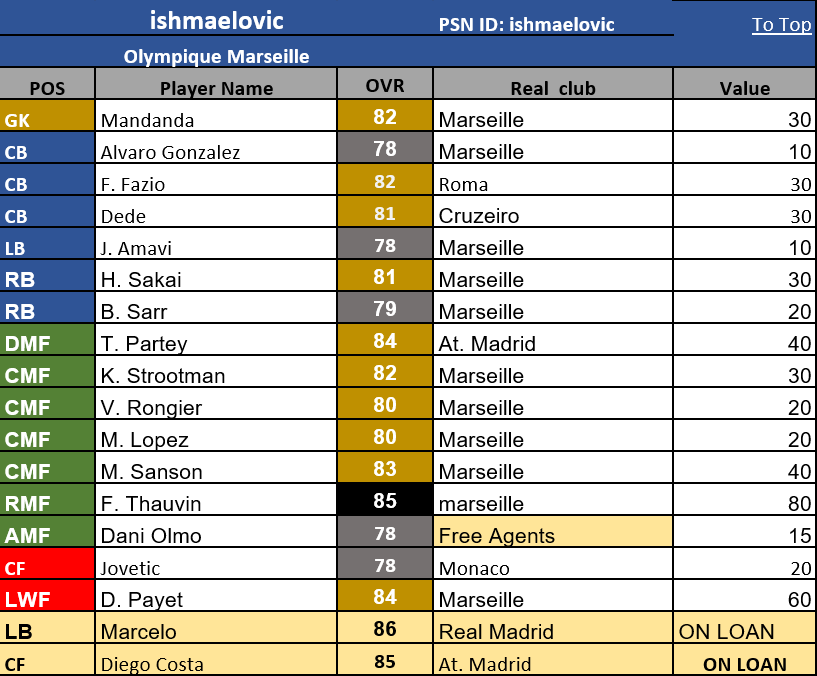 ishmaelovic PSN ID: ishmaelovic To Top
Olympique Marseille
POS Player Name OVR Real club Value
GK Mandanda 82 Marseille 30
CB Alvaro Gonzalez 78 Marseille 10
CB F. Fazio 82 Roma 30
CB Dede 81 Cruzeiro 30
LB J. Amavi 78 Marseille 10
RB H. Sakai 81 Marseille 30
RB B. Sarr 79 Marseille 20
DMF T. Partey 84 At. Madrid 40
CMF K. Strootman 82 Marseille 30
CMF V. Rongier 80 Marseille 20
CMF M. Lopez 80 Marseille 20
CMF M. Sanson 83 Marseille 40
RMF F. Thauvin 85 marseille 80
AMF Dani Olmo 78 Free Agents 15
CF Jovetic 78 Monaco 20
LWF D. Payet 84 Marseille 60
LB Marcelo 86 Real Madrid ON LOAN
CF Diego Costa 85 At. Madrid ON LOAN